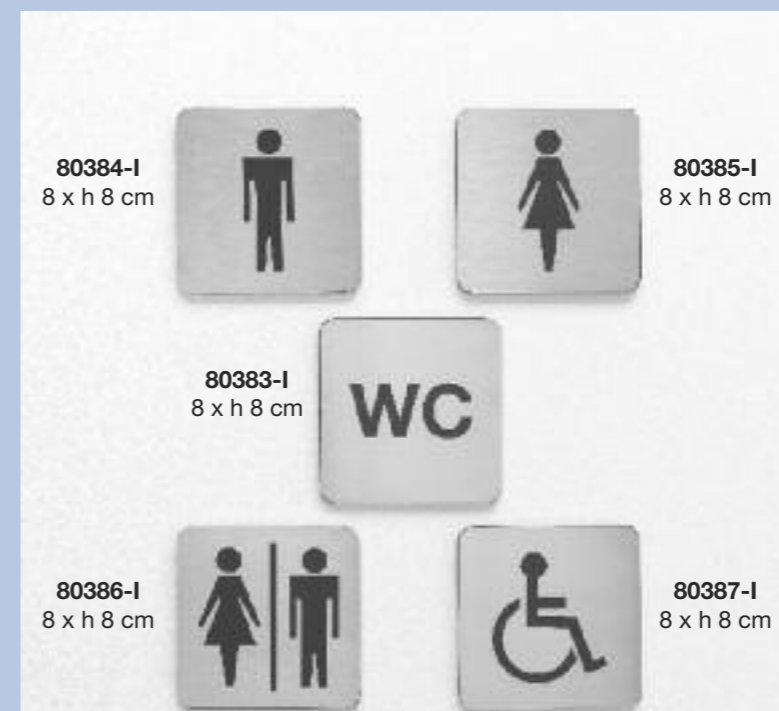 80384-I
8 x h 8 cm
80385-I
8 x h 8 cm
80383-I
8 x h 8 cm
WC
80386-I
8 x h 8 cm
80387-I
8 x h 8 cm